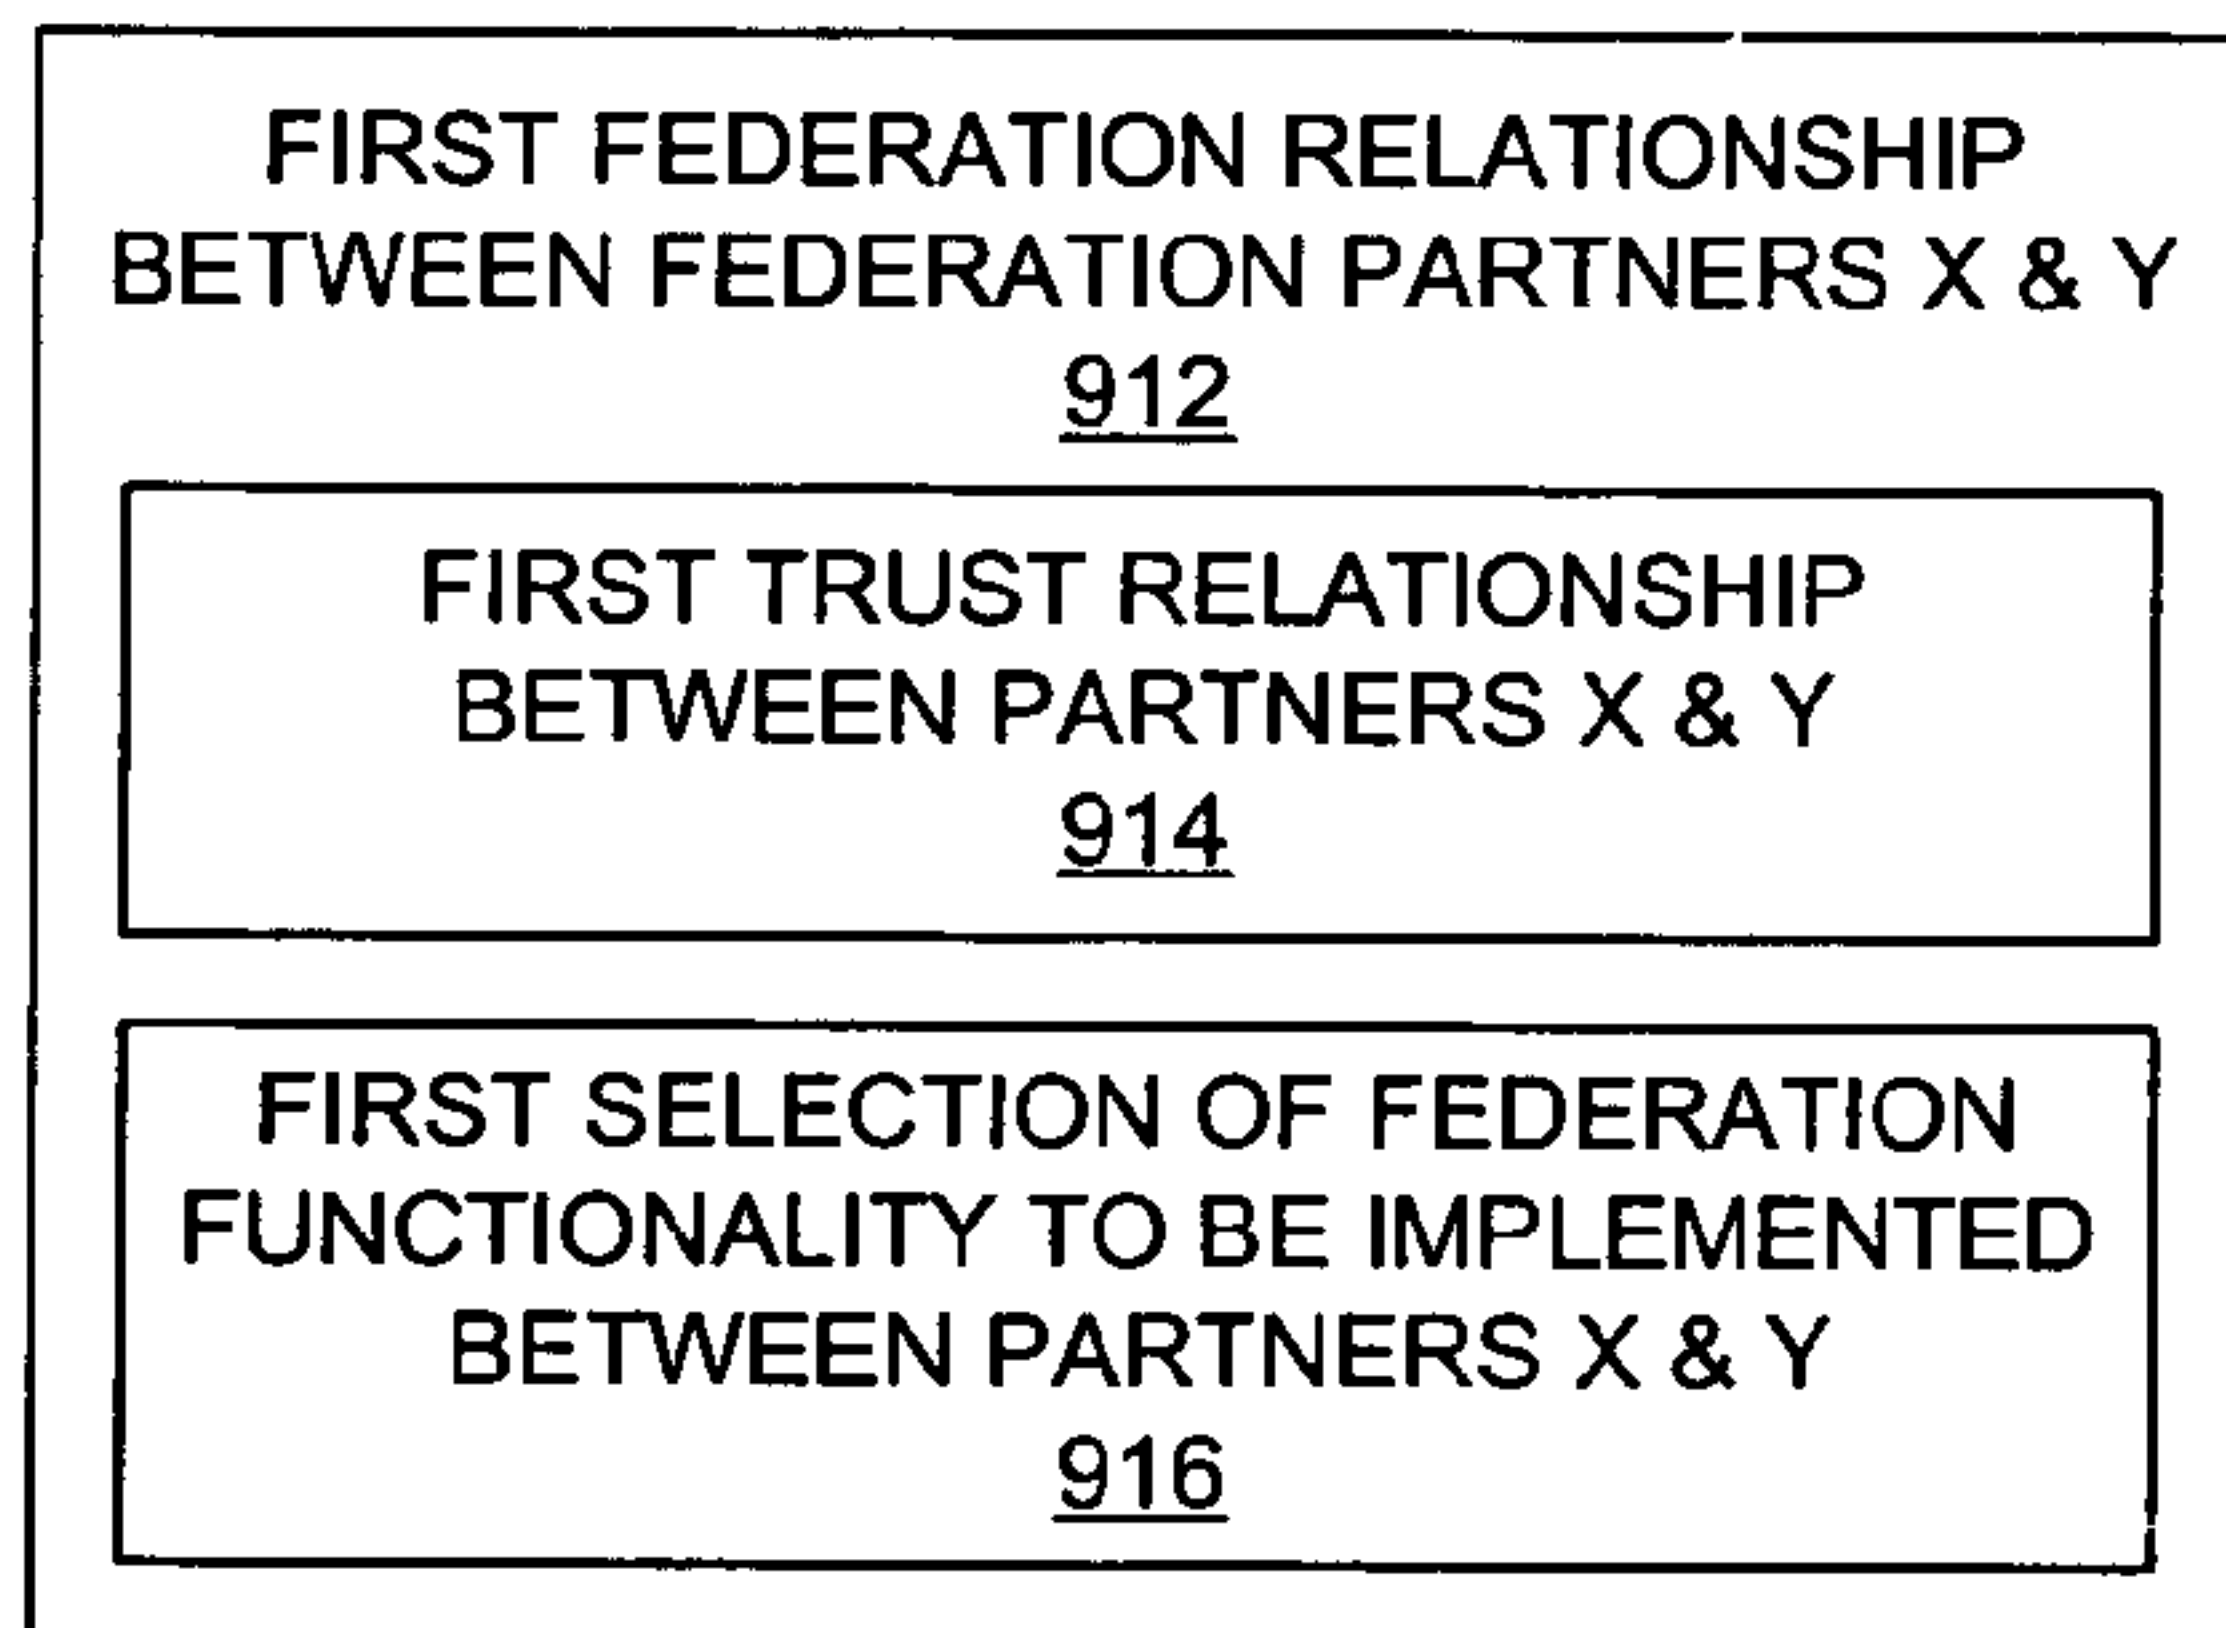 FIRST FEDERATION RELATIONSHIP
BETWEEN FEDERATION PARTNERS X & Y
912
FIRST TRUST RELATIONSHIP
BETWEEN PARTNERS X & Y
914
FIRST SELECTION OF FEDERATION
FUNCTIONALITY TO BE IMPLEMENTED
BETWEEN PARTNERS X & Y
916